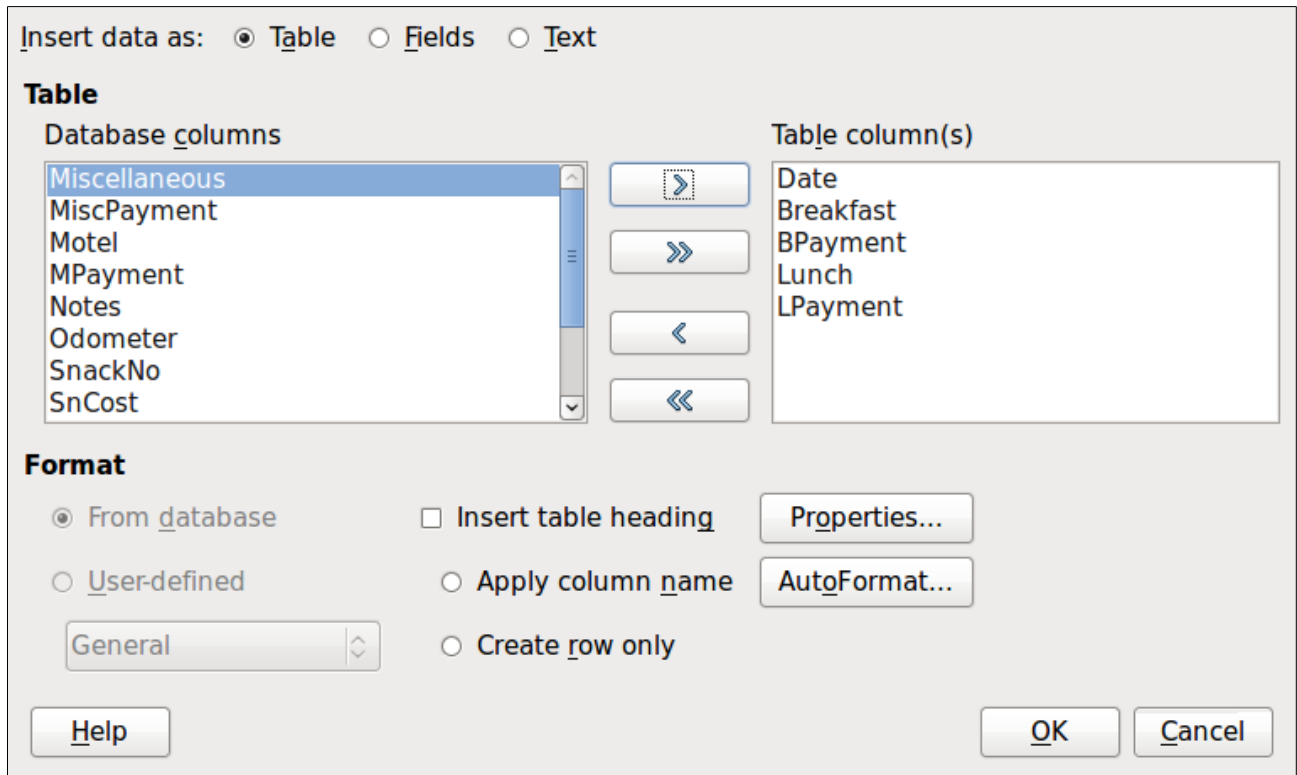 Insert data as: Table Fields Text
Table
Database columns
Table column(s)
Miscellaneous
MiscPayment
Motel
MPayment
Notes
Odometer
SnackNo
SnCost
Date
Breakfast
BPayment
Lunch
LPayment
Format
From database
Insert table heading
Properties...
User-defined
Apply column name
AutoFormat...
General
Create row only
Help
OK
Cancel